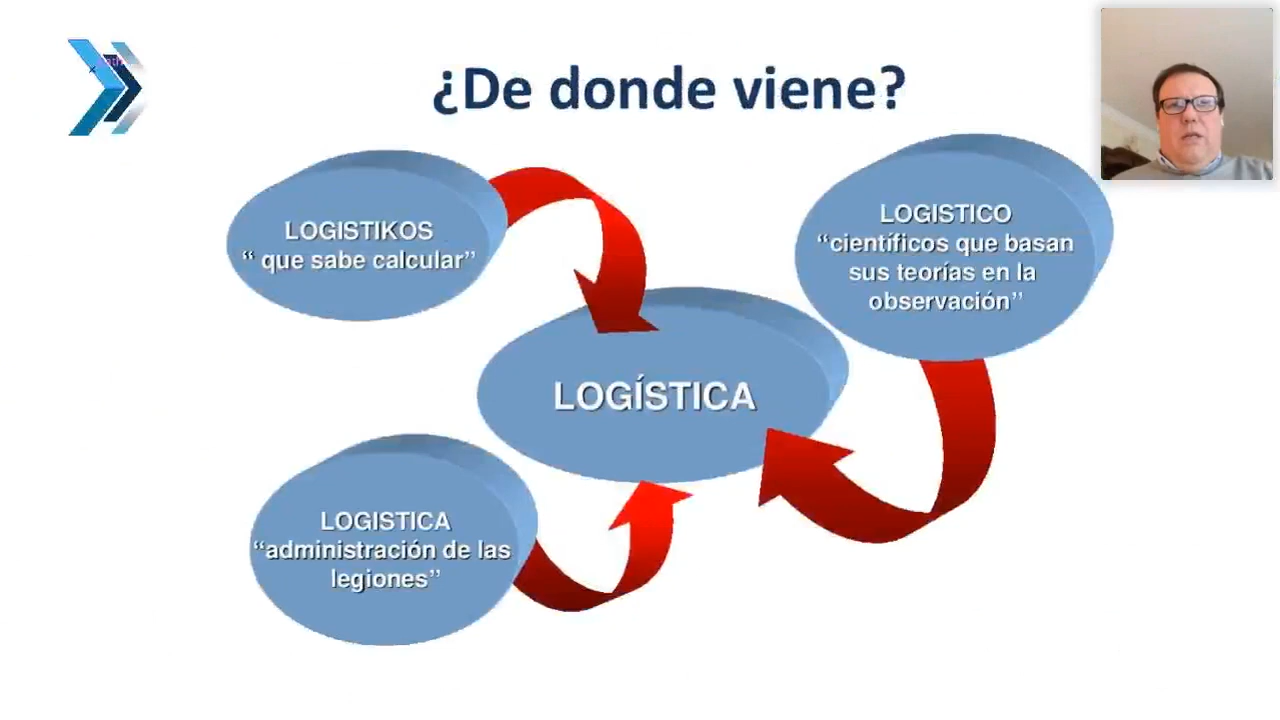 ¿De donde viene?
LOGISTIKOS
“ que sabe calcular”
LOGISTICO
“científicos que basan
sus teorías en la
observación”
LOGÍSTICA
LOGISTICA
“administración de las
legiones”